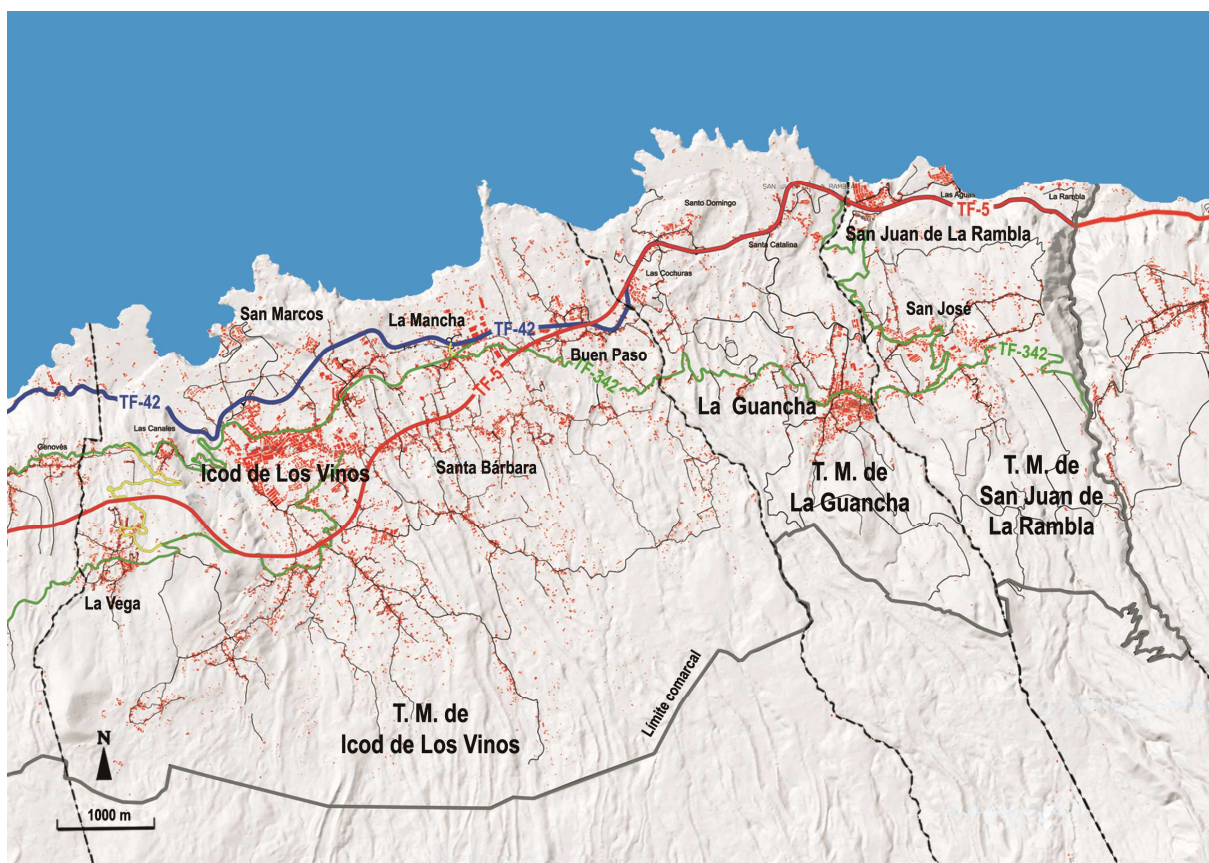 SAN
RAMBLA
Las Aguas
La Rambla
TF-5
Santo Domingo
San Juan de La Rambla
Santa Catalina
Las Cochuras
San Marcos
La Mancha
San José
TF-42
TF-342
Buen Paso
TF-5
TF-342
TF-42
La Guancha
Las Canales
Genovés
Icod de Los Vinos
Santa Bárbara
T. M. de
La Guancha
T. M. de
San Juan de
La Rambla
La Vega
Límite comarcal
T. M. de
Icod de Los Vinos
N
1000 m